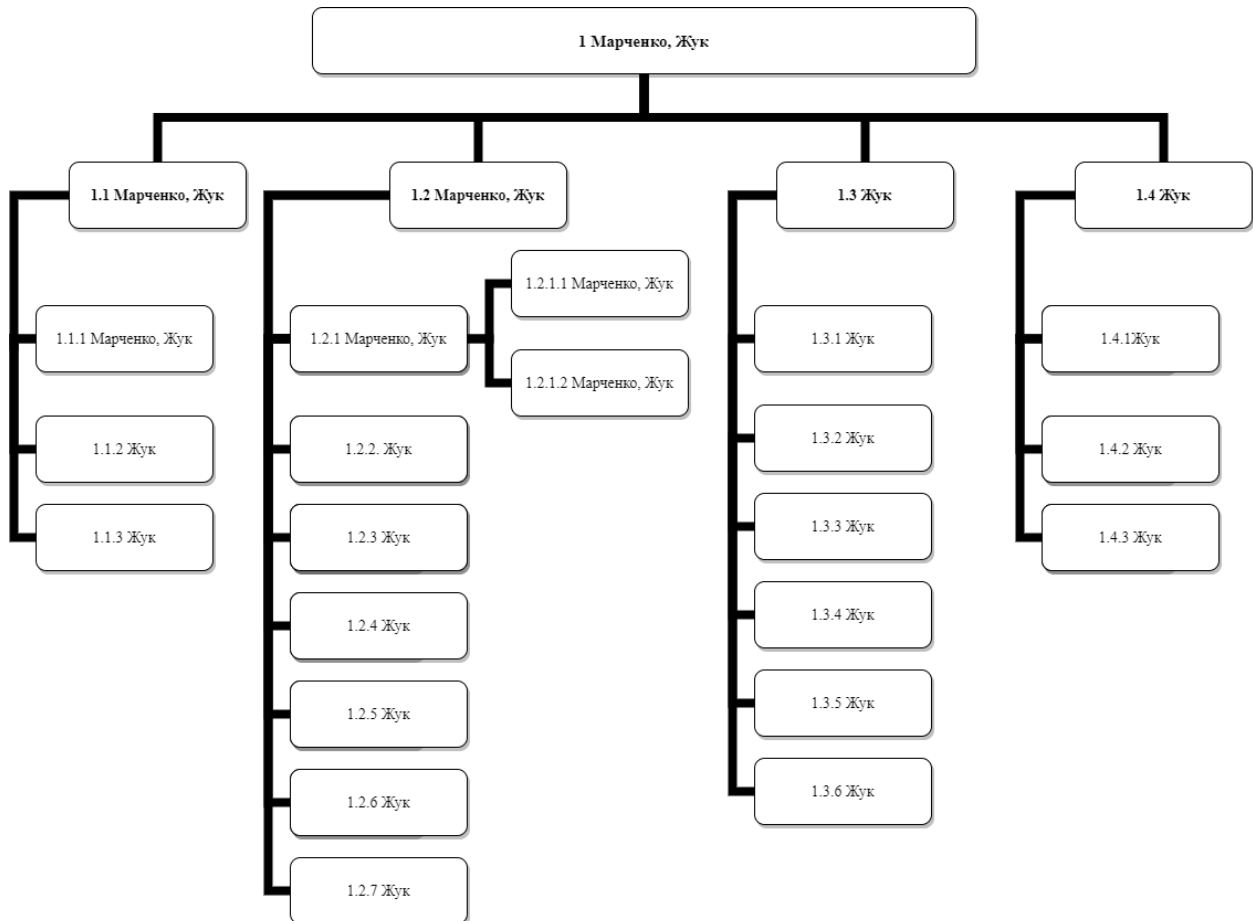 1 Марченко, Жук
1.1 Марченко, Жук
1.1.1 Марченко, Жук
1.1.2 Жук
1.1.3 Жук
1.2 Марченко, Жук
1.2.1 Марченко, Жук
1.2.1.1 Марченко, Жук
1.2.1.2 Марченко, Жук
1.2.2. Жук
1.2.3 Жук
1.2.4 Жук
1.2.5 Жук
1.2.6 Жук
1.2.7 Жук
1.3 Жук
1.3.1 Жук
1.3.2 Жук
1.3.3 Жук
1.3.4 Жук
1.3.5 Жук
1.3.6 Жук
1.4 Жук
1.4.1Жук
1.4.2 Жук
1.4.3 Жук